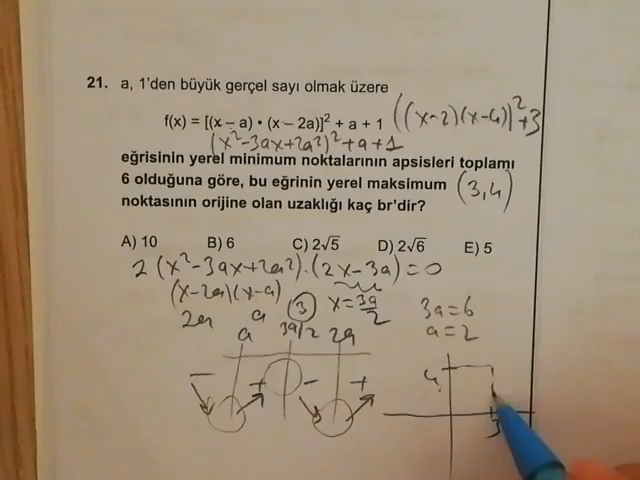 21. a, 1'den büyük gerçel sayı olmak üzere
f(x) = [(x – a) • (x – 2a)]² + a + 1 ((x-2)(x-4))²+3
(x²-3ax+2a²)²+a+1
eğrisinin yerel minimum noktalarının apsisleri toplamı
6 olduğuna göre, bu eğrinin yerel maksimum (3,4)
noktasının orijine olan uzaklığı kaç br'dir?
A) 10 B) 6 C) 2√5 D) 2√6 E) 5
2(x²-3ax+2a²).(2x-3a)=0
(x-2a)(x-a) 3 x=3a/2 3a=6
2a a a=2
a 3a/2 2a
- + - +
4
3